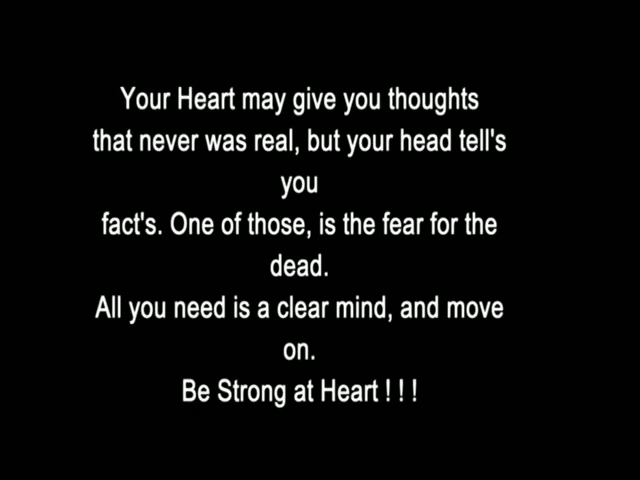 Your Heart may give you thoughts
that never was real, but your head tell's
you
fact's. One of those, is the fear for the
dead.
All you need is a clear mind, and move
on.
Be Strong at Heart ! ! !